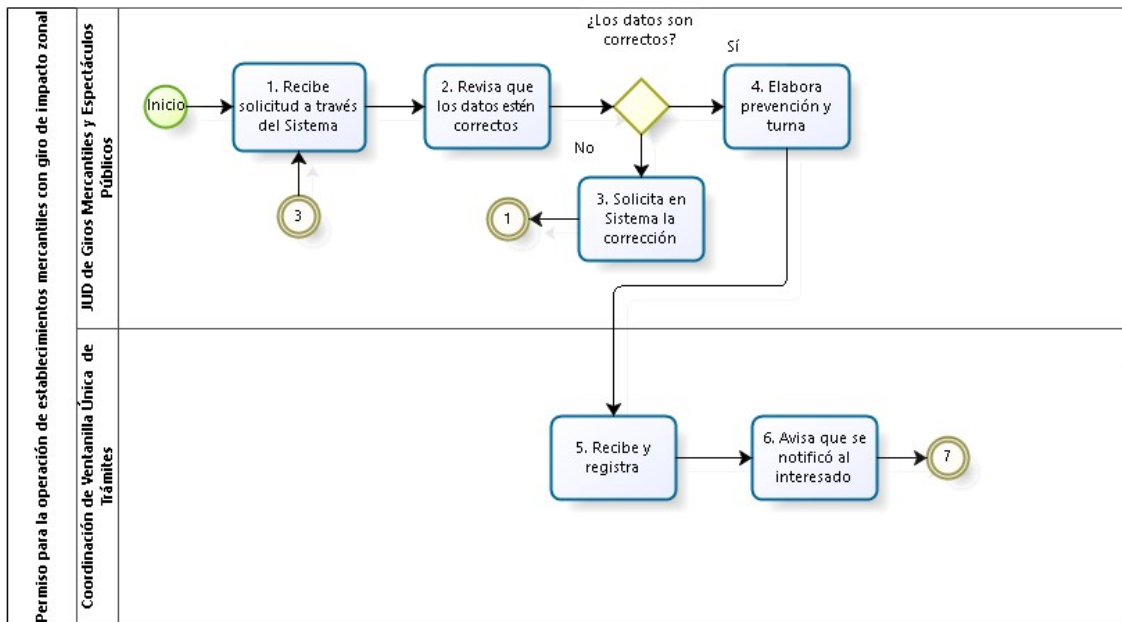 Permiso para la operación de establecimientos mercantiles con giro de impacto zonal
JUD de Giros Mercantiles y Espectáculos
Públicos
¿Los datos son
correctos?
Sí
Inicio
1. Recibe
solicitud a través
del Sistema
2. Revisa que
los datos estén
correctos
4. Elabora
prevención y
turna
No
3
1
3. Solicita en
Sistema la
corrección
Coordinación de Ventanilla Única de
Trámites
5. Recibe y
registra
6. Avisa que se
notificó al
interesado
7